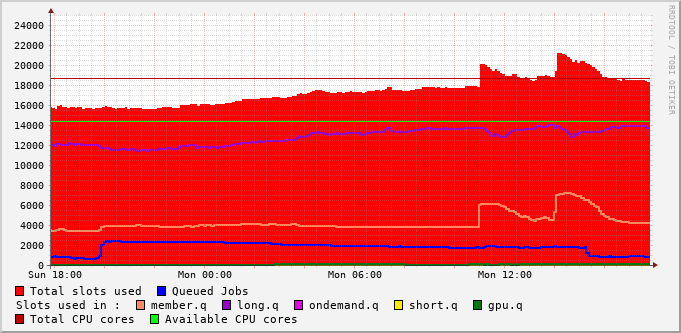 RRDTOOL / TOBI OETIKER
24000
22000
20000
18000
16000
14000
12000
10000
8000
6000
4000
2000
0
Sun 18:00 Mon 00:00 Mon 06:00 Mon 12:00
Total slots used Queued Jobs
Slots used in : member.q long.q ondemand.q short.q gpu.q
Total CPU cores Available CPU cores